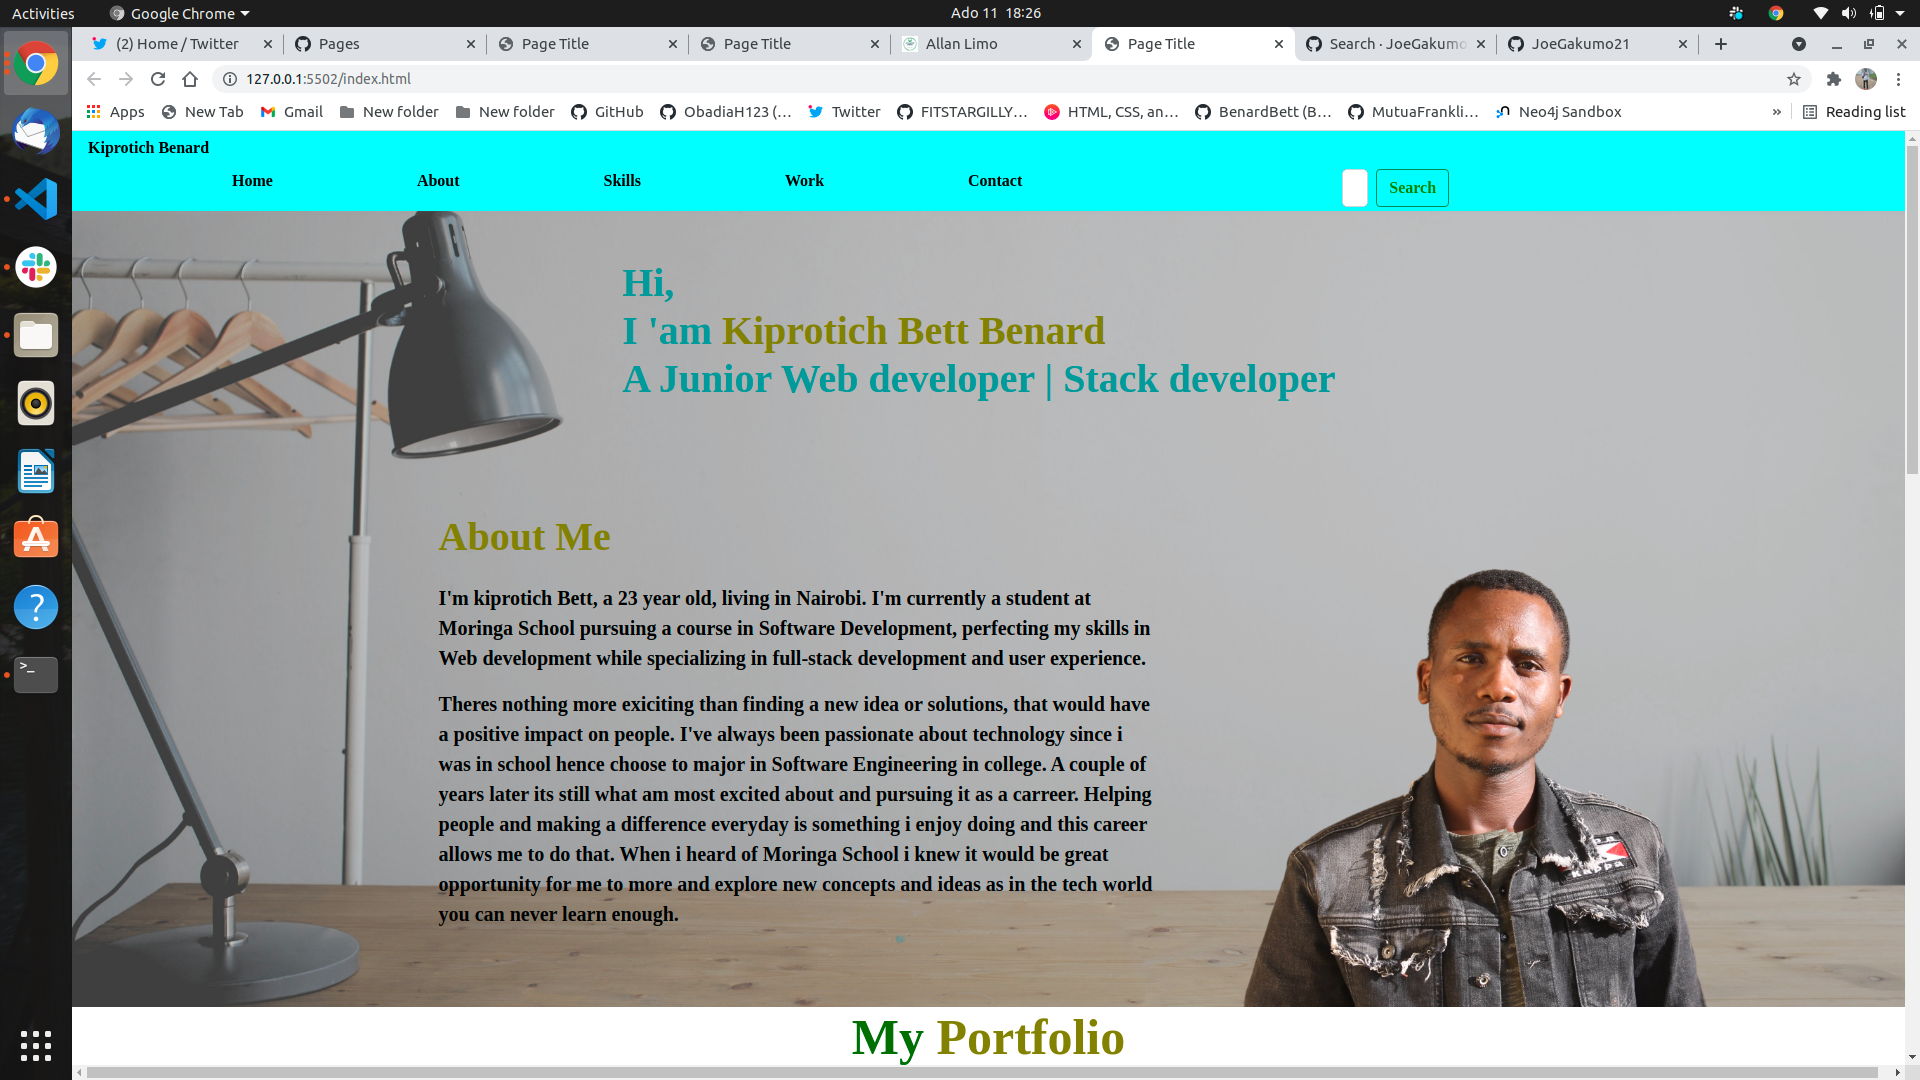 Activities
Google Chrome
Ado 11 18:26
(2) Home / Twitter
Pages
Page Title
Page Title
Allan Limo
Page Title
Search · JoeGakumo
JoeGakumo21
127.0.0.1:5502/index.html
Apps
New Tab
Gmail
New folder
New folder
GitHub
ObadiaH123 (...
Twitter
FITSTARGILLY...
HTML, CSS, an...
BenardBett (B...
MutuaFrankli...
Neo4j Sandbox
»
Reading list
Kiprotich Benard
Home
About
Skills
Work
Contact
Search
Hi,
I 'am Kiprotich Bett Benard
A Junior Web developer | Stack developer
About Me
I'm kiprotich Bett, a 23 year old, living in Nairobi. I'm currently a student at
Moringa School pursuing a course in Software Development, perfecting my skills in
Web development while specializing in full-stack development and user experience.
Theres nothing more exiciting than finding a new idea or solutions, that would have
a positive impact on people. I've always been passionate about technology since i
was in school hence choose to major in Software Engineering in college. A couple of
years later its still what am most excited about and pursuing it as a carreer. Helping
people and making a difference everyday is something i enjoy doing and this career
allows me to do that. When i heard of Moringa School i knew it would be great
opportunity for me to more and explore new concepts and ideas as in the tech world
you can never learn enough.
My Portfolio